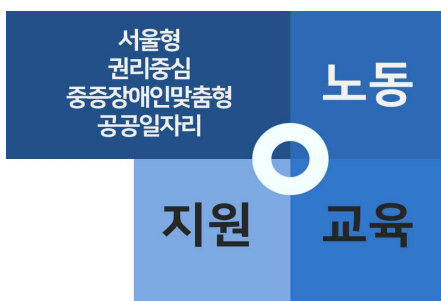 서울형
권리중심
중증장애인맞춤형
공공일자리
노동
지원
교육